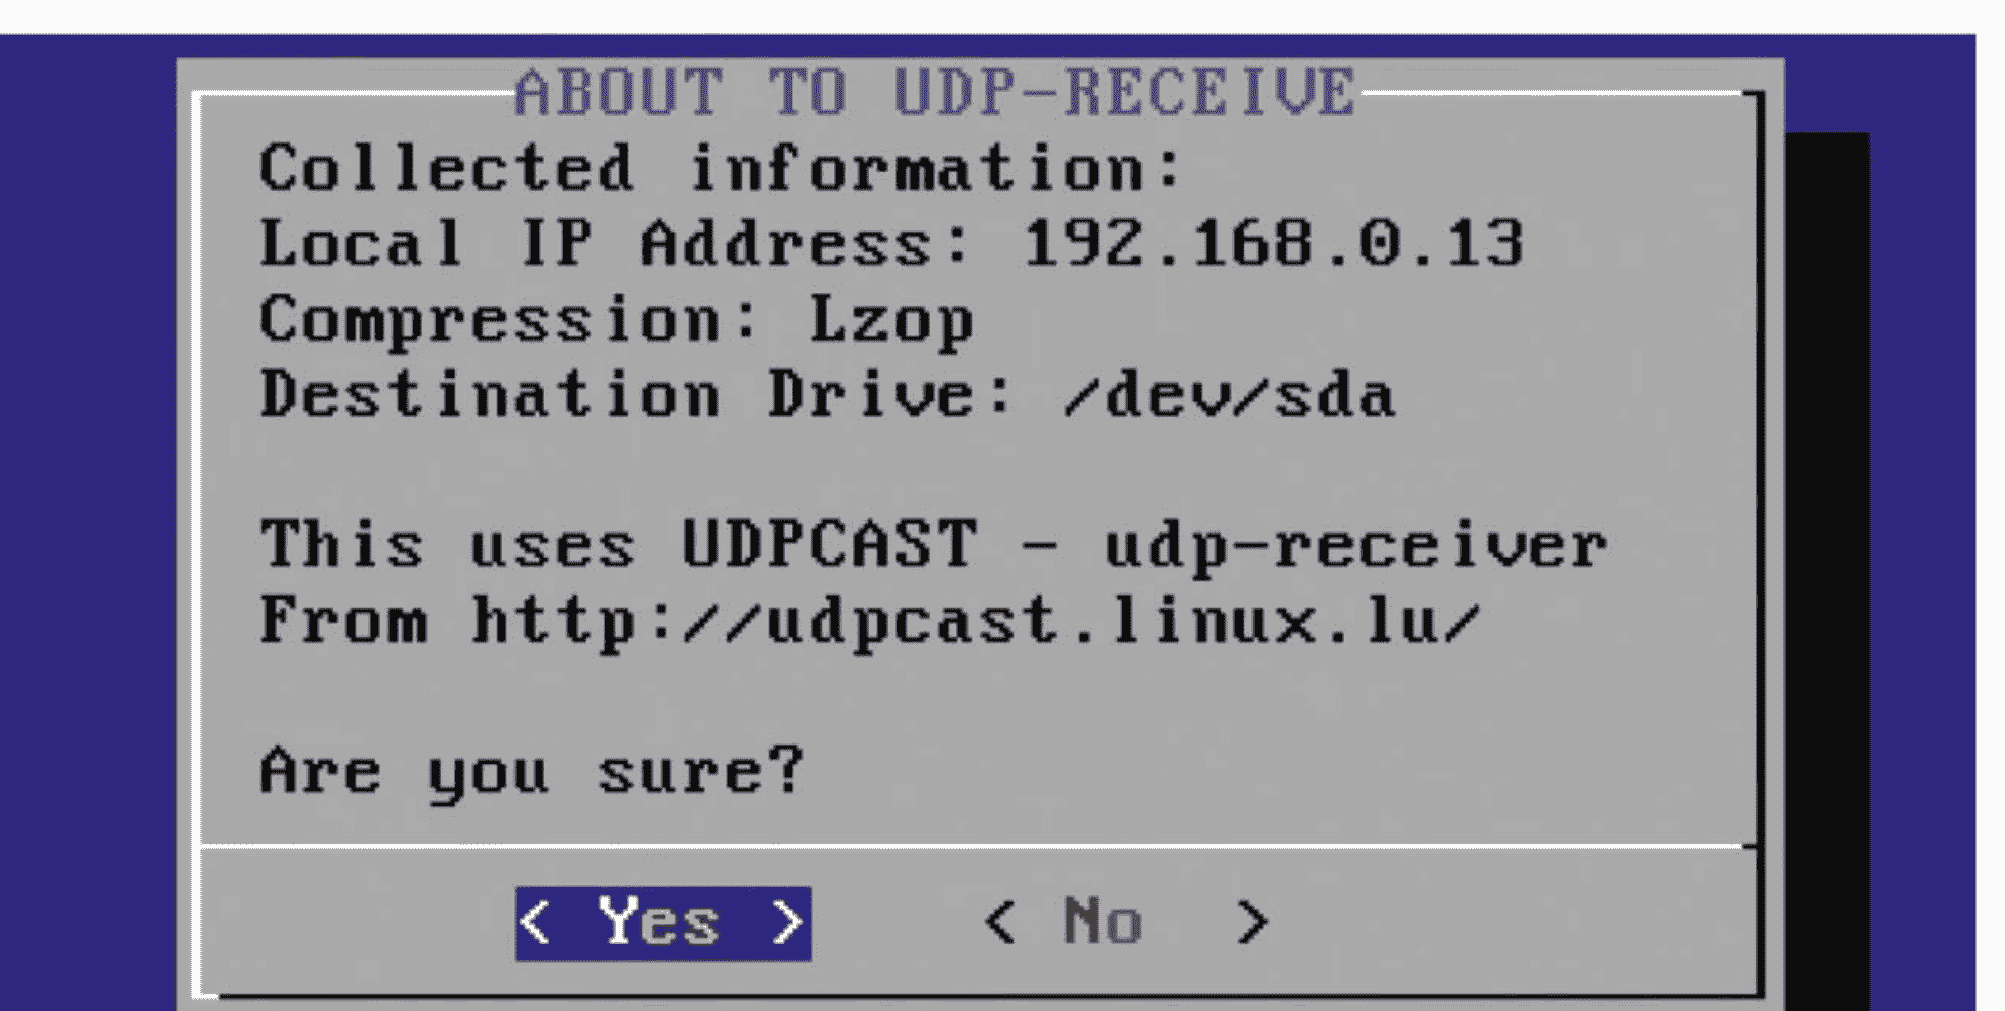 ABOUT TO UDP-RECEIVE
Collected information:
Local IP Address: 192.168.0.13
Compression: Lzop
Destination Drive: /dev/sda
This uses UDPCAST - udp-receiver
From http://udpcast.linux.lu/
Are you sure?
< Yes > < No >